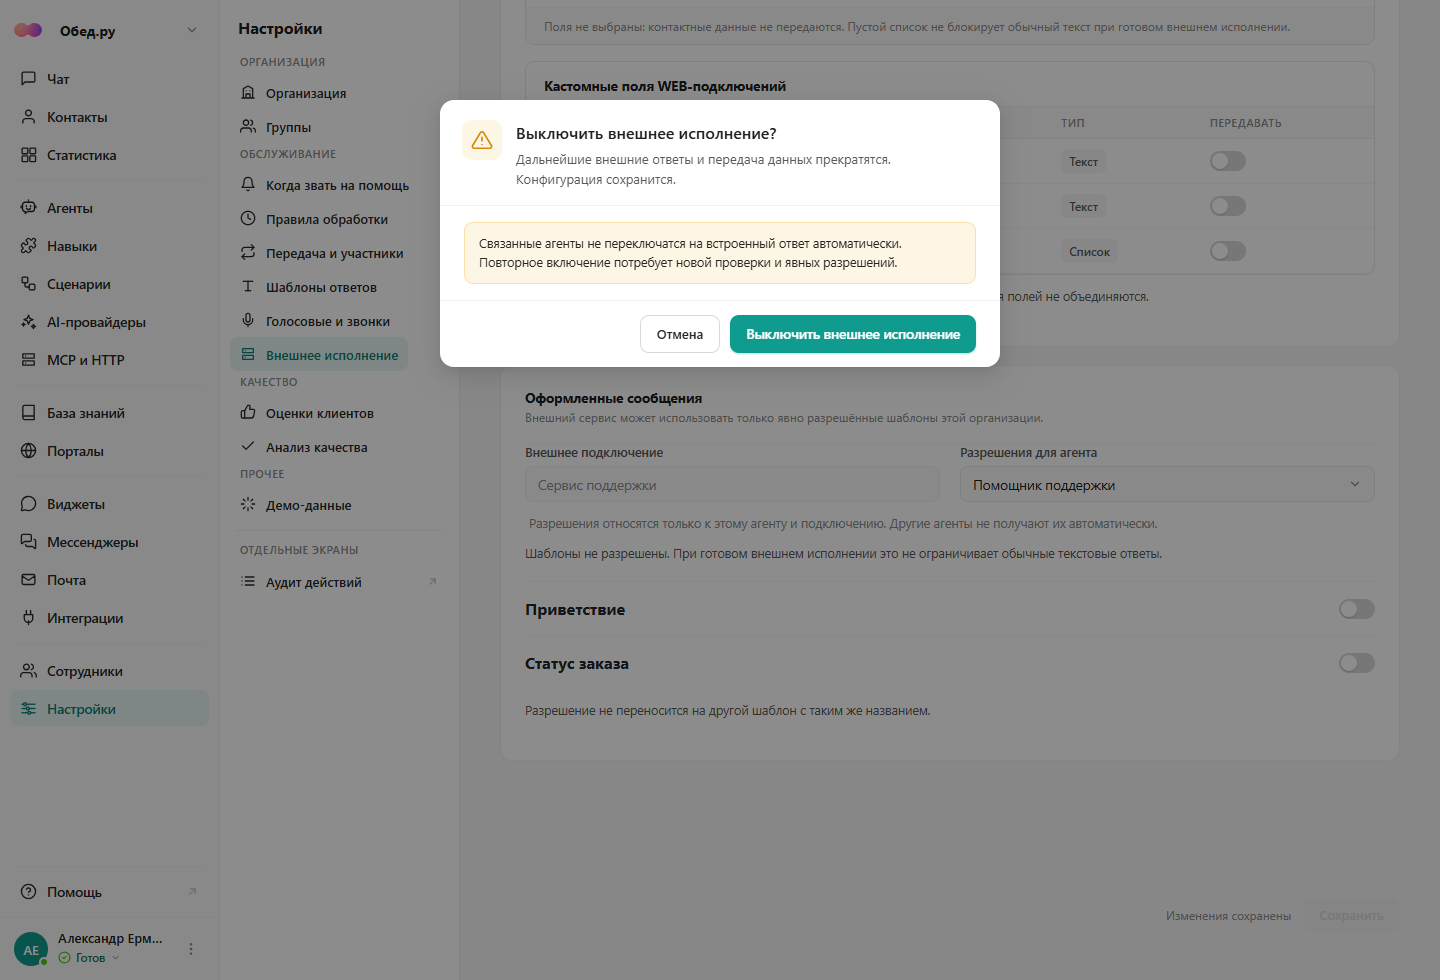 Обед.ру
Чат
Контакты
Статистика
Агенты
Навыки
Сценарии
AI-провайдеры
MCP и HTTP
База знаний
Порталы
Виджеты
Мессенджеры
Почта
Интеграции
Сотрудники
Настройки
Помощь
АЕ
Александр Ерм...
Готов
Настройки
ОРГАНИЗАЦИЯ
Организация
Группы
ОБСЛУЖИВАНИЕ
Когда звать на помощь
Правила обработки
Передача и участники
Шаблоны ответов
Голосовые и звонки
Внешнее исполнение
КАЧЕСТВО
Оценки клиентов
Анализ качества
ПРОЧЕЕ
Демо-данные
ОТДЕЛЬНЫЕ ЭКРАНЫ
Аудит действий
Поля не выбраны: контактные данные не передаются. Пустой список не блокирует обычный текст при готовом внешнем исполнении.
Кастомные поля WEB-подключений
ТИП
ПЕРЕДАВАТЬ
Текст
Текст
Список
я полей не объединяются.
Выключить внешнее исполнение?
Дальнейшие внешние ответы и передача данных прекратятся.
Конфигурация сохранится.
Связанные агенты не переключатся на встроенный ответ автоматически.
Повторное включение потребует новой проверки и явных разрешений.
Отмена
Выключить внешнее исполнение
Оформленные сообщения
Внешний сервис может использовать только явно разрешённые шаблоны этой организации.
Внешнее подключение
Разрешения для агента
Сервис поддержки
Помощник поддержки
Разрешения относятся только к этому агенту и подключению. Другие агенты не получают их автоматически.
Шаблоны не разрешены. При готовом внешнем исполнении это не ограничивает обычные текстовые ответы.
Приветствие
Статус заказа
Разрешение не переносится на другой шаблон с таким же названием.
Изменения сохранены
Сохранить